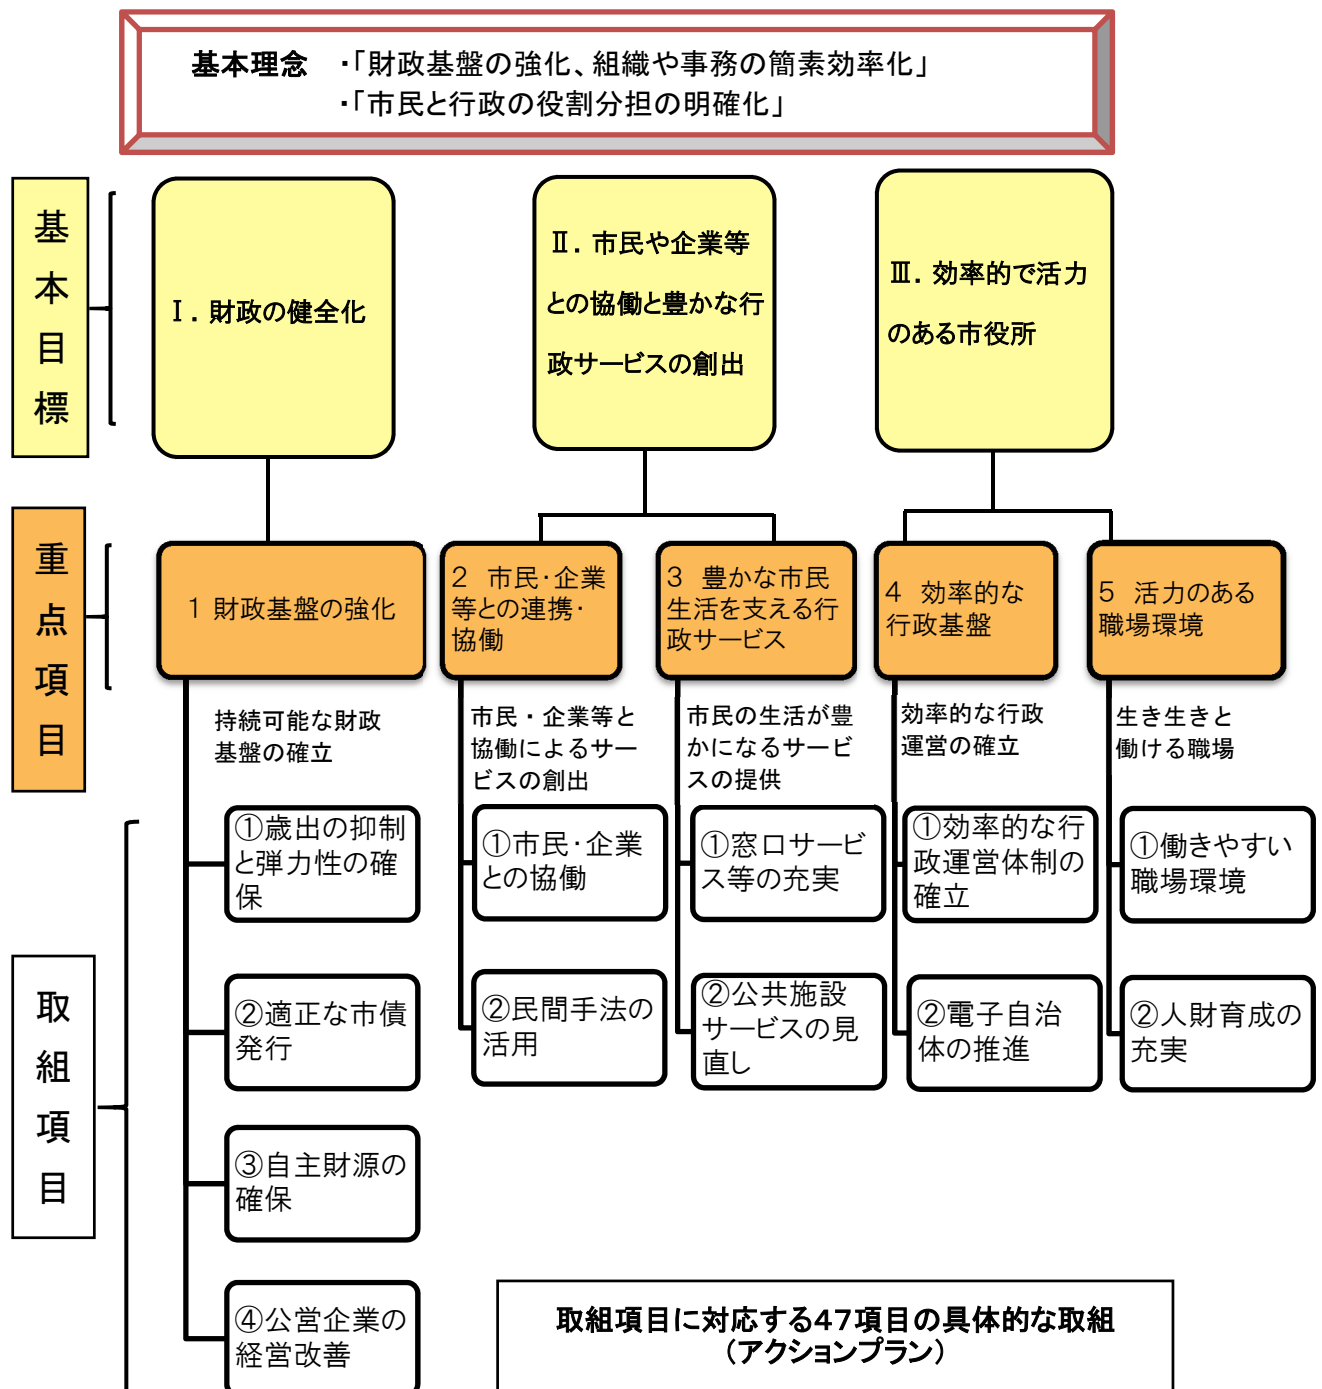 基本理念　・「財政基盤の強化、組織や事務の簡素効率化」
・「市民と行政の役割分担の明確化」
基本目標
Ⅰ．財政の健全化
Ⅱ．市民や企業等
との協働と豊かな行
政サービスの創出
Ⅲ．効率的で活力
のある市役所
重点項目
1 財政基盤の強化
2　市民・企業
等との連携・
協働
3　豊かな市民
生活を支える行
政サービス
4　効率的な
行政基盤
5　活力のある
職場環境
持続可能な財政
基盤の確立
市民・企業等と
協働によるサー
ビスの創出
市民の生活が豊
かになるサービ
スの提供
効率的な行政
運営の確立
生き生きと
働ける職場
取組項目
①歳出の抑制
と弾力性の確
保
②適正な市債
発行
③自主財源の
確保
④公営企業の
経営改善
①市民・企業
との協働
②民間手法の
活用
①窓口サービ
ス等の充実
②公共施設
サービスの見
直し
①効率的な行
政運営体制の
確立
②電子自治
体の推進
①働きやすい
職場環境
②人財育成の
充実
取組項目に対応する47項目の具体的な取組
（アクションプラン）